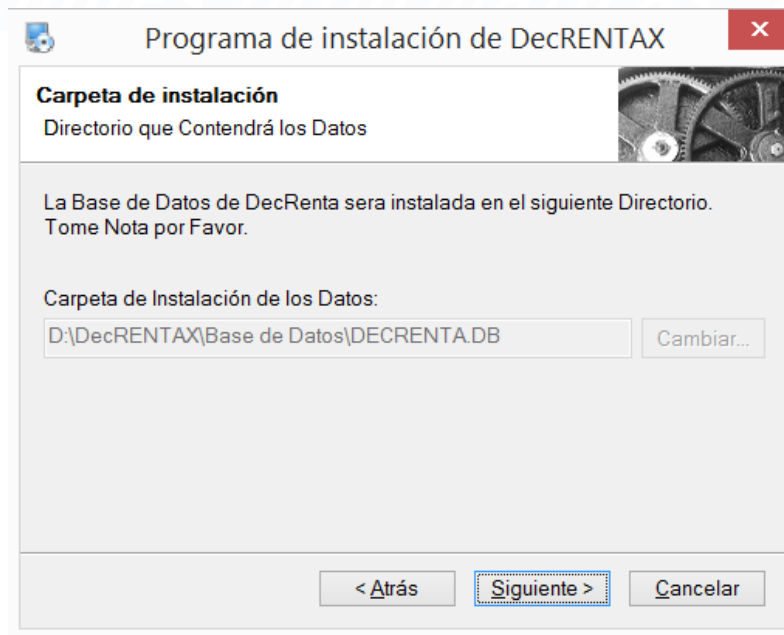 Programa de instalación de DecRENTAX
Carpeta de instalación
Directorio que Contendrá los Datos
La Base de Datos de DecRenta sera instalada en el siguiente Directorio.
Tome Nota por Favor.
Carpeta de Instalación de los Datos:
D:\DecRENTAX\Base de Datos\DECRENTA.DB
Cambiar...
< Atrás
Siguiente >
Cancelar